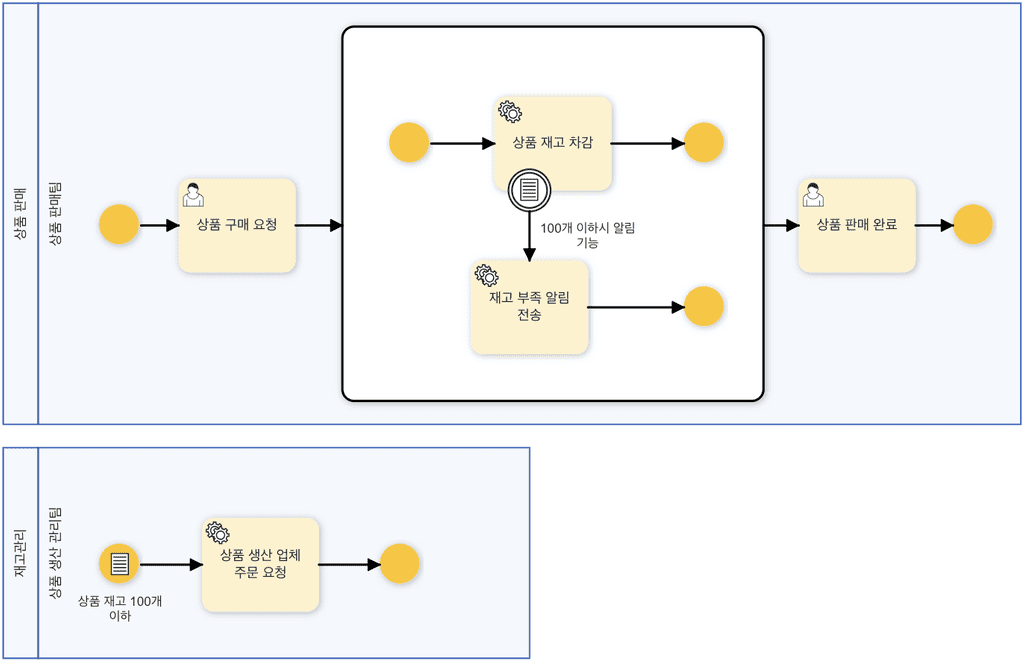 상품 판매
상품 판매팀
상품 구매 요청
상품 재고 차감
100개 이하시 알림
기능
재고 부족 알림
전송
상품 판매 완료
재고관리
상품 생산 관리팀
상품 재고 100개
이하
상품 생산 업체
주문 요청